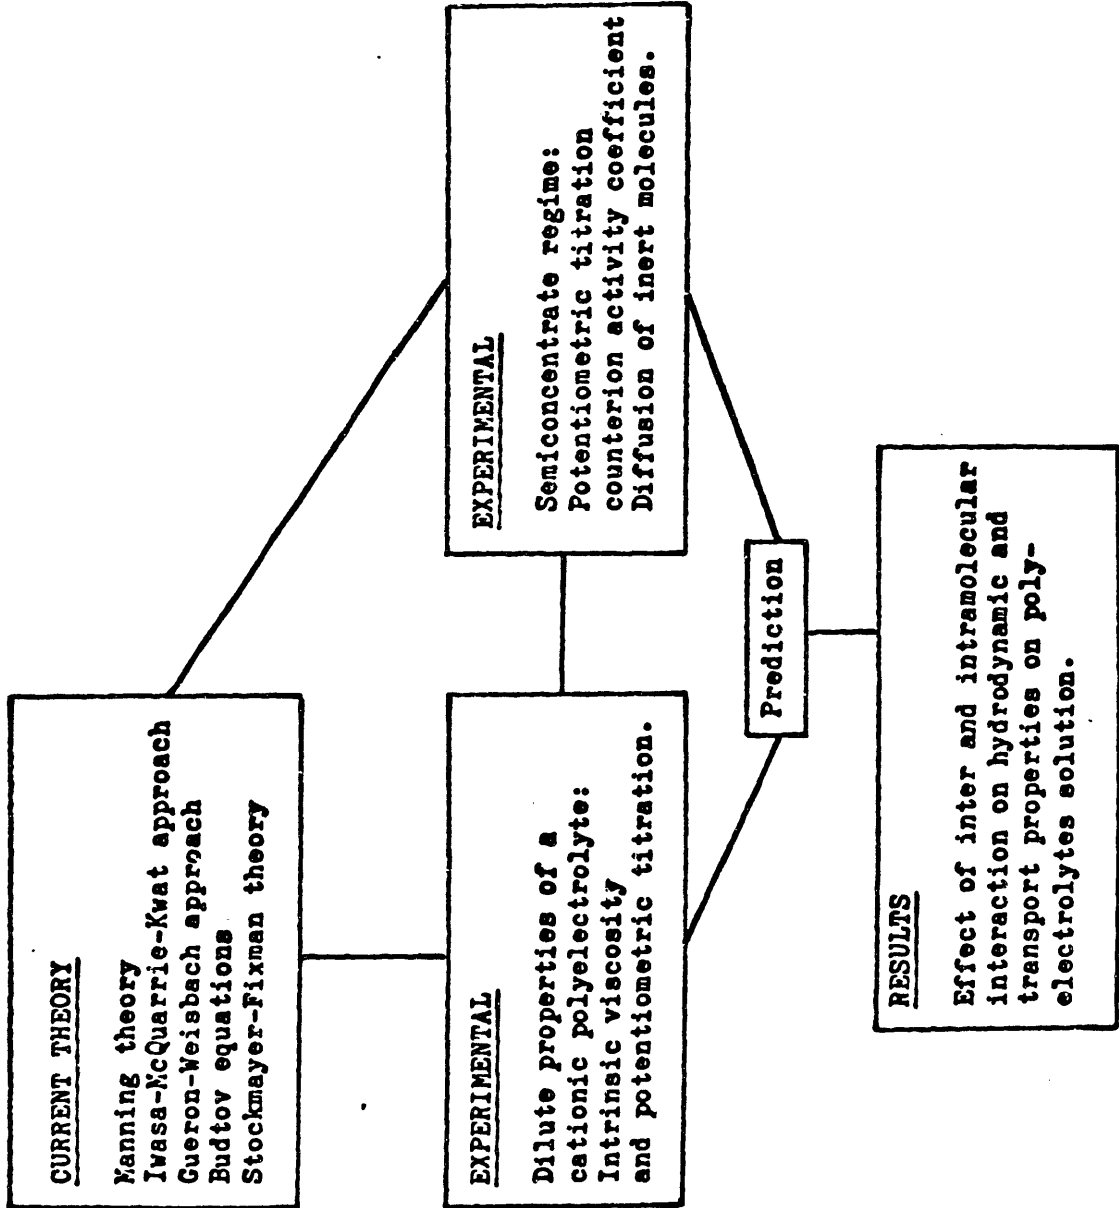 CURRENT THEORY
Manning theory
Iwasa-McQuarrie-Kwat approach
Gueron-Weisbach approach
Budtov equations
Stockmayer-Fixman theory
EXPERIMENTAL
Dilute properties of a
cationic polyelectrolyte:
Intrinsic viscosity
and potentiometric titration.
EXPERIMENTAL
Semiconcentrate regime:
Potentiometric titration
counterion activity coefficient
Diffusion of inert molecules.
Prediction
RESULTS
Effect of inter and intramolecular
interaction on hydrodynamic and
transport properties on poly-
electrolytes solution.